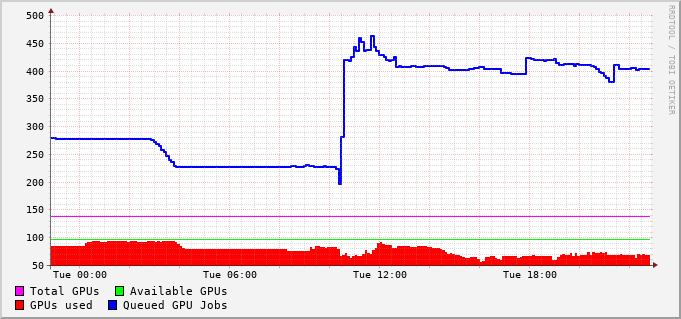 500
450
400
350
300
250
200
150
100
50
Tue 00:00 Tue 06:00 Tue 12:00 Tue 18:00
Total GPUs Available GPUs
GPUs used Queued GPU Jobs
RRDTOOL / TOBI OETIKER